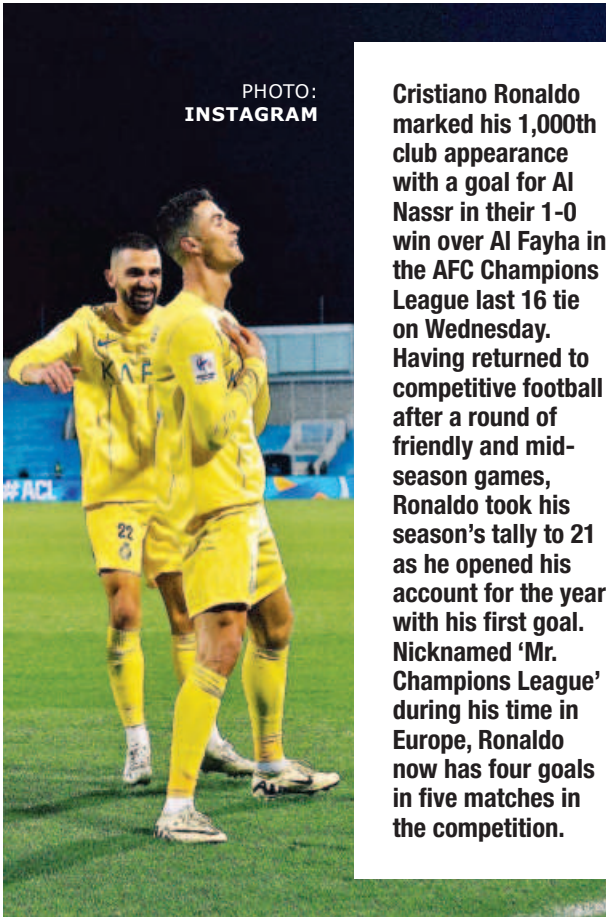 PHOTO:
INSTAGRAM
Cristiano Ronaldo
marked his 1,000th
club appearance
with a goal for Al
Nassr in their 1-0
win over Al Fayha in
the AFC Champions
League last 16 tie
on Wednesday.
Having returned to
competitive football
after a round of
friendly and mid-
season games,
Ronaldo took his
season’s tally to 21
as he opened his
account for the year
with his first goal.
Nicknamed ‘Mr.
Champions League’
during his time in
Europe, Ronaldo
now has four goals
in five matches in
the competition.
KAF
#ACL
22